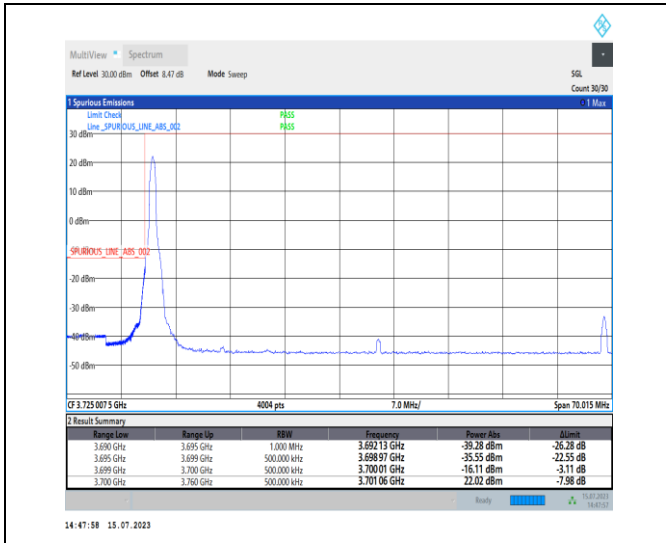 MultiView Spectrum
Ref Level 30.00 dBm Offset 8.47 dB Mode Sweep SGL
Count 30/30
1 Spurious Emissions 1 Max
Limit Check PASS
Line _SPURIOUS_LINE_ABS_002 PASS
30 dBm
20 dBm
10 dBm
0 dBm
_SPURIOUS_LINE_ABS_002
-20 dBm
-30 dBm
-40 dBm
-50 dBm
CF 3.725 007 5 GHz 4004 pts 7.0 MHz/ Span 70.015 MHz
2 Result Summary
Range Low Range Up RBW Frequency Power Abs ΔLimit
3.690 GHz 3.695 GHz 1.000 MHz 3.692 13 GHz -39.28 dBm -26.28 dB
3.695 GHz 3.699 GHz 500.000 kHz 3.698 97 GHz -35.55 dBm -22.55 dB
3.699 GHz 3.700 GHz 500.000 kHz 3.700 01 GHz -16.11 dBm -3.11 dB
3.700 GHz 3.760 GHz 500.000 kHz 3.701 06 GHz 22.02 dBm -7.98 dB
Ready 15.07.2023
14:47:57
14:47:58 15.07.2023